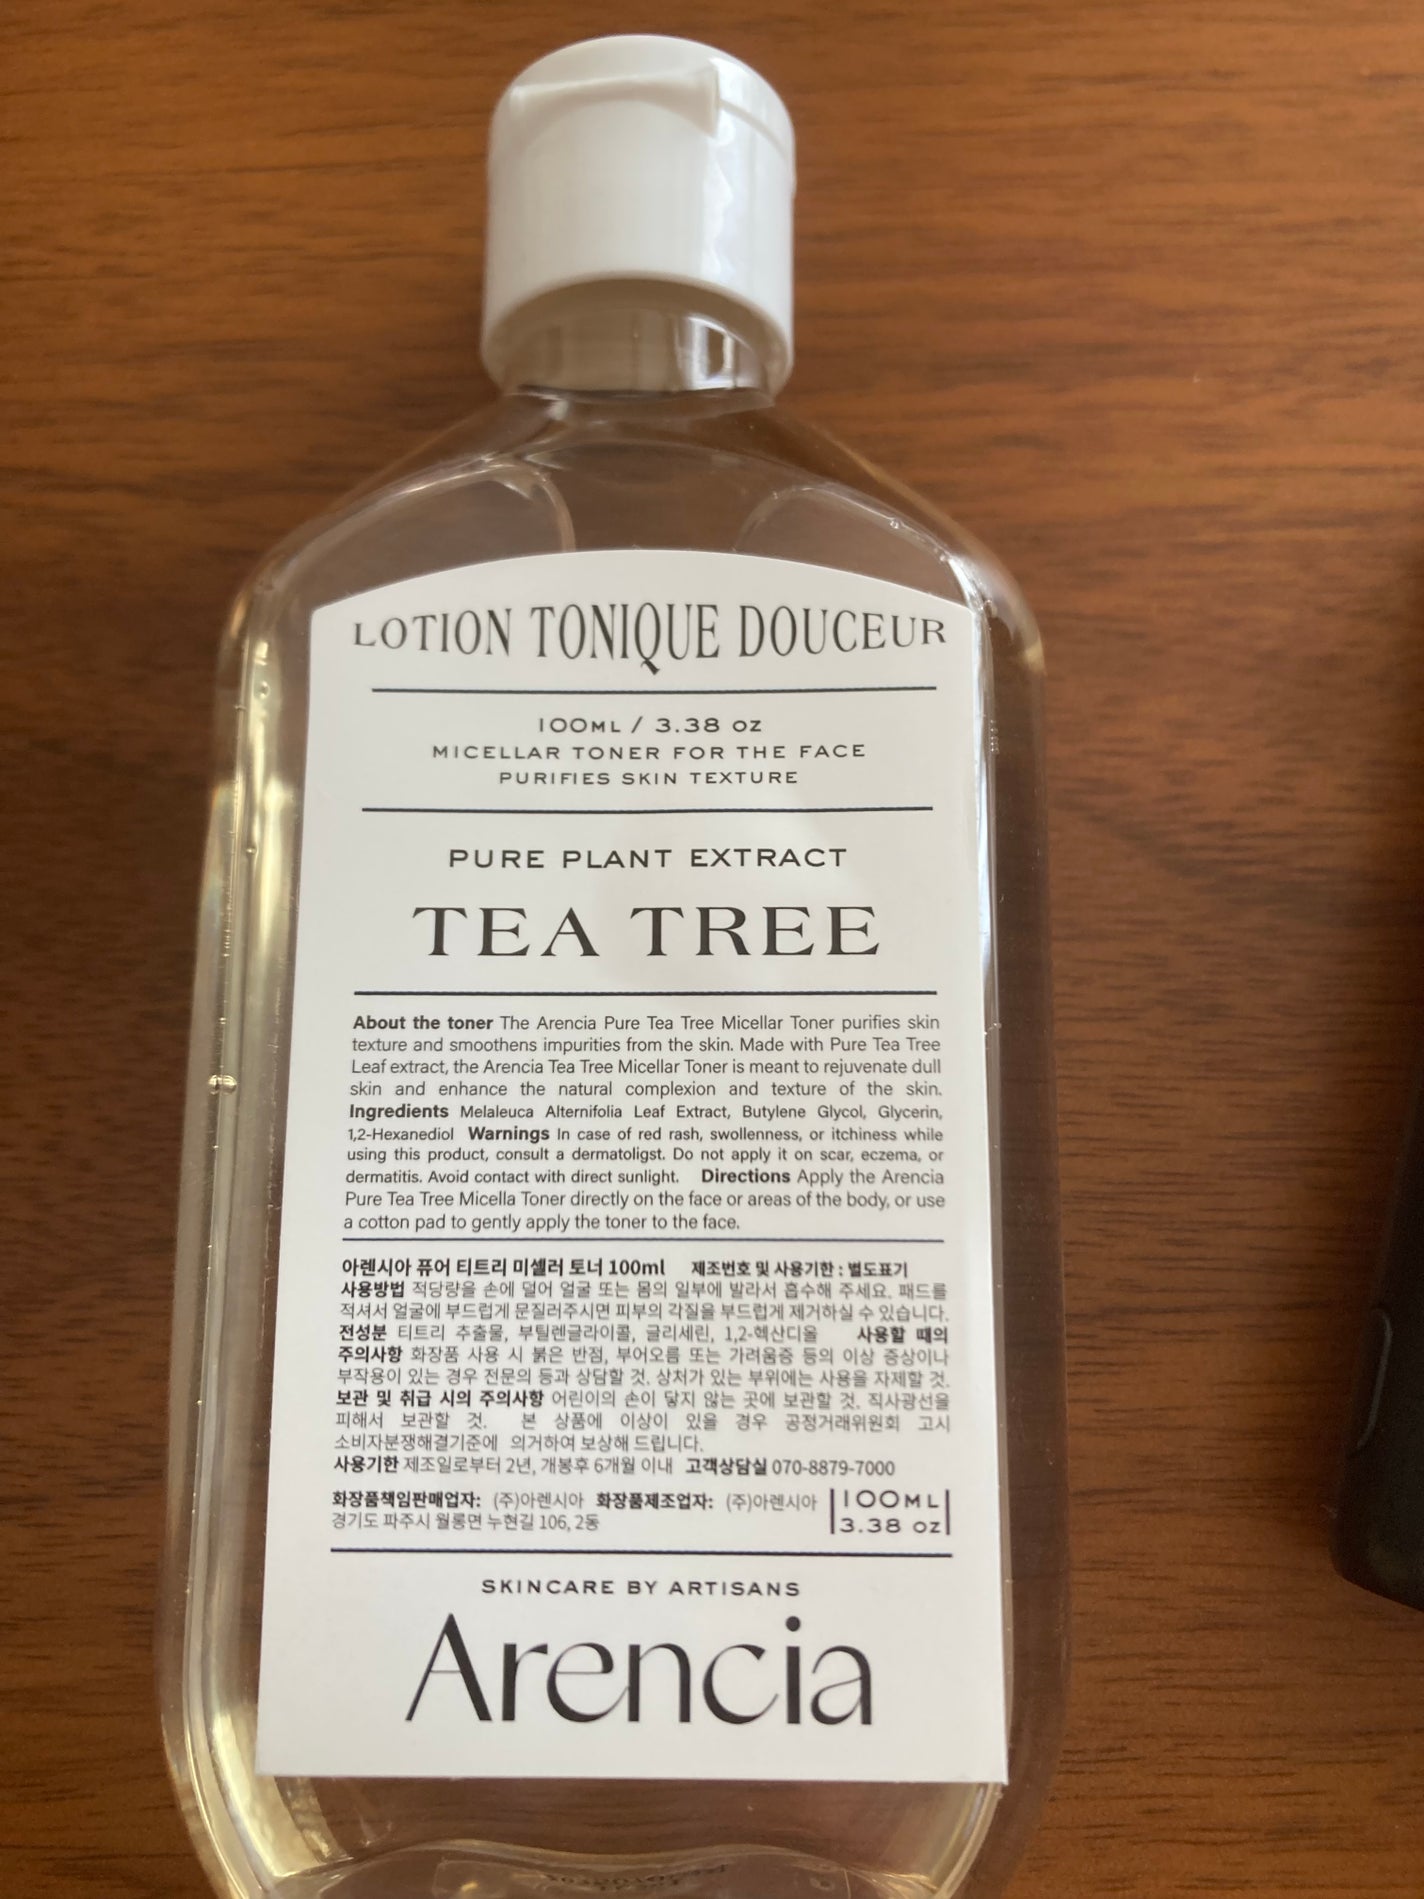 LOTION TONIQUE DOUCEUR
100ML / 3.38 OZ
MICELLAR TONER FOR THE FACE
PURIFIES SKIN TEXTURE
PURE PLANT EXTRACT
TEA TREE
About the toner The Arencia Pure Tea Tree Micellar Toner purifies skin
texture and smoothens impurities from the skin. Made with Pure Tea Tree
Leaf extract, the Arencia Tea Tree Micellar Toner is meant to rejuvenate dull
skin and enhance the natural complexion and texture of the skin.
Ingredients Melaleuca Alternifolia Leaf Extract, Butylene Glycol, Glycerin,
1,2-Hexanediol Warnings In case of red rash, swollenness, or itchiness while
using this product, consult a dermatoligst. Do not apply it on scar, eczema, or
dermatitis. Avoid contact with direct sunlight. Directions Apply the Arencia
Pure Tea Tree Micella Toner directly on the face or areas of the body, or use
a cotton pad to gently apply the toner to the face.
아렌시아 퓨어 티트리 미셀러 토너 100ml 제조번호 및 사용기한 : 별도표기
사용방법 적당량을 손에 덜어 얼굴 또는 몸의 일부에 발라서 흡수해 주세요. 패드를
적셔서 얼굴에 부드럽게 문질러주시면 피부의 각질을 부드럽게 제거하실 수 있습니다.
전성분 티트리 추출물, 부틸렌글라이콜, 글리세린, 1,2-헥산디올 사용할 때의
주의사항 화장품 사용 시 붉은 반점, 부어오름 또는 가려움증 등의 이상 증상이나
부작용이 있는 경우 전문의 등과 상담할 것. 상처가 있는 부위에는 사용을 자제할 것.
보관 및 취급 시의 주의사항 어린이의 손이 닿지 않는 곳에 보관할 것. 직사광선을
피해서 보관할 것. 본 상품에 이상이 있을 경우 공정거래위원회 고시
소비자분쟁해결기준에 의거하여 보상해 드립니다.
사용기한 제조일로부터 2년, 개봉후 6개월 이내 고객상담실 070-8879-7000
화장품책임판매업자: (주)아렌시아 화장품제조업자: (주)아렌시아
경기도 파주시 월롱면 누현길 106, 2동
100ML
3.38 OZ
SKINCARE BY ARTISANS
Arencia